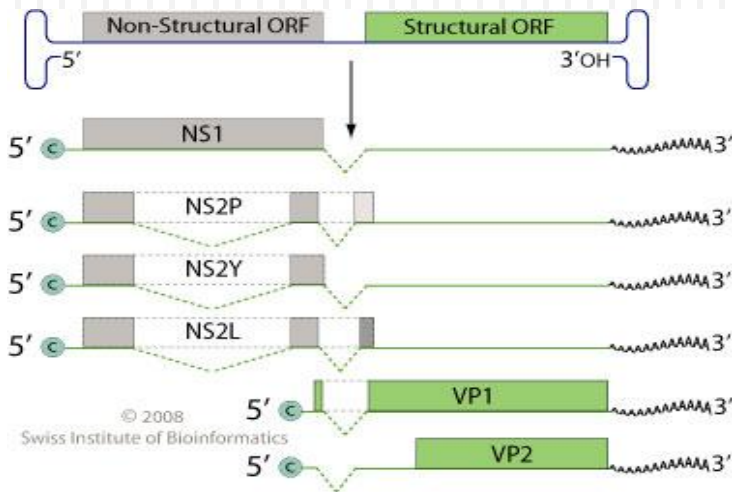 Non-Structural ORF Structural ORF
5′ 3′OH
5′ C NS1 3′
5′ C NS2P 3′
5′ C NS2Y 3′
5′ C NS2L 3′
5′ C VP1 3′
© 2008
Swiss Institute of Bioinformatics
5′ C VP2 3′